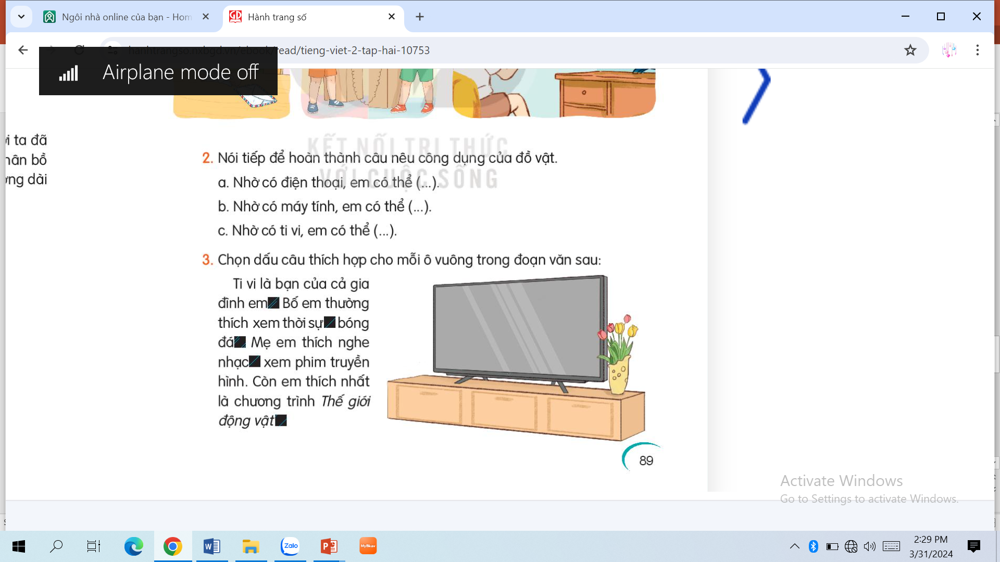 Ngôi nhà online của bạn - Hom
Hành trang số
hanhtrangso.nxbgd.vn/ebook/read/tieng-viet-2-tap-hai-10753
Airplane mode off
ta đã
bồ
dài
KẾT NỐI TRI THỨC
VỚI CUỘC SỐNG
2. Nói tiếp để hoàn thành câu nêu công dụng của đồ vật.
a. Nhờ có điện thoại, em có thể (...).
b. Nhờ có máy tính, em có thể (...).
c. Nhờ có ti vi, em có thể (...).
3. Chọn dấu câu thích hợp cho mỗi ô vuông trong đoạn văn sau:
Ti vi là bạn của cả gia
đình em Bố em thường
thích xem thời sự bóng
đá Mẹ em thích nghe
nhạc xem phim truyền
hình. Còn em thích nhất
là chương trình Thế giới
động vật
89
Activate Windows
Go to Settings to activate Windows.
Zalo
MyBkav
2:29 PM
3/31/2024